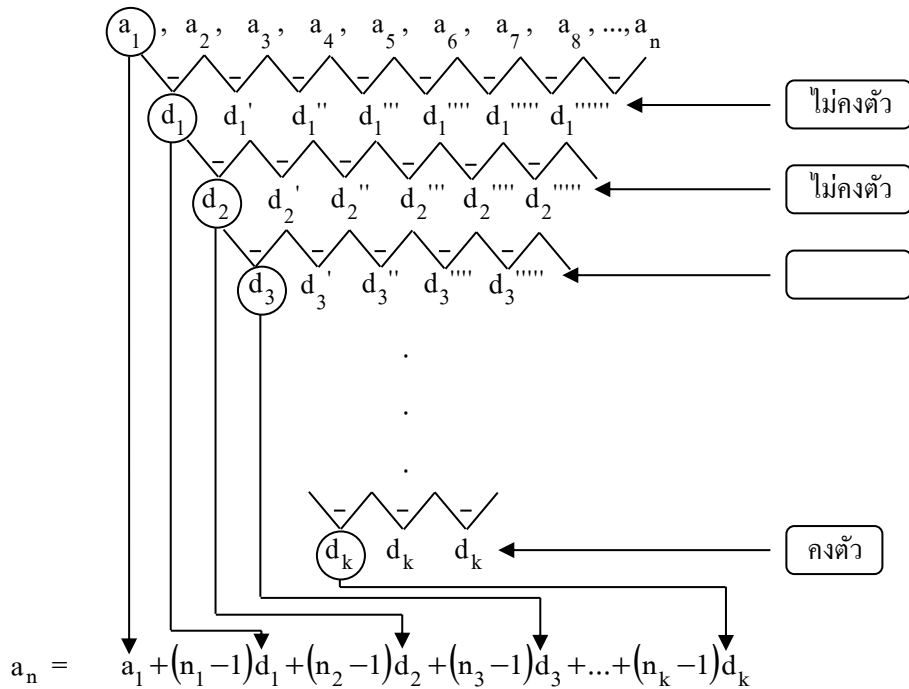 a₁ , a₂, a₃, a₄, a₅, a₆, a₇, a₈, ...,aₙ
− − − − − − − −
d₁ d₁' d₁'' d₁''' d₁'''' d₁''''' d₁'''''' ไม่คงตัว
− − − − − −
d₂ d₂' d₂'' d₂''' d₂'''' d₂''''' ไม่คงตัว
− − − − −
d₃ d₃' d₃'' d₃'''' d₃'''''
.
.
.
− − −
dₖ dₖ dₖ คงตัว
aₙ = a₁ +(n₁ −1)d₁ +(n₂ −1)d₂ +(n₃ −1)d₃ +...+(nₖ −1)dₖ